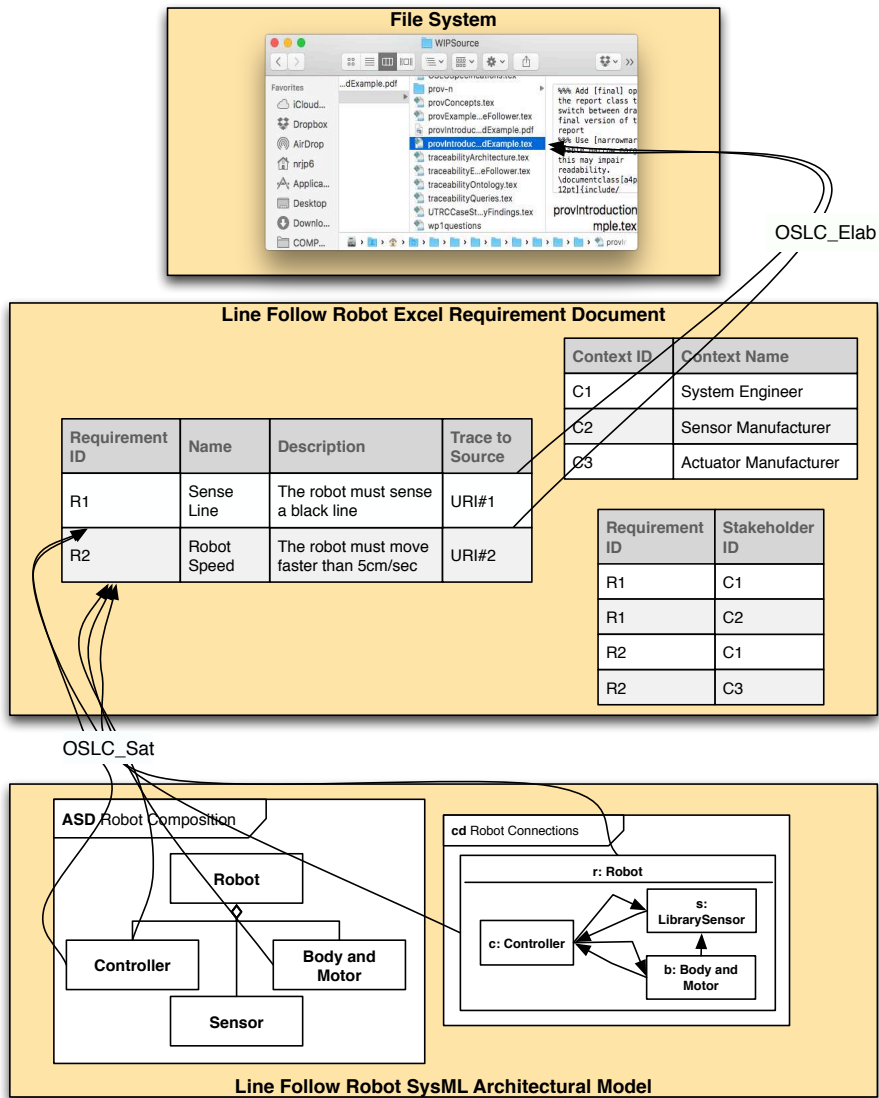 File System
WIPSource
Favorites
iCloud...
Dropbox
AirDrop
nrjp6
Applica...
Desktop
Downlo...
COMP...
...dExample.pdf
prov-n
provConcepts.tex
provExample...eFollower.tex
provIntroduc...dExample.pdf
provIntroduc...dExample.tex
traceabilityArchitecture.tex
traceabilityE...eFollower.tex
traceabilityOntology.tex
traceabilityQueries.tex
UTRCCaseSt...yFindings.tex
wp1questions
%%% Add [final] op
the report class t
switch between dra
final version of t
report
%%% Use [narrowmar
this may impair
readability.
\documentclass[a4p
12pt]{include/
provIntroduction
mple.tex
OSLC_Elab
Line Follow Robot Excel Requirement Document
Context ID Context Name
C1 System Engineer
C2 Sensor Manufacturer
C3 Actuator Manufacturer
Requirement ID Name Description Trace to Source
R1 Sense Line The robot must sense a black line URI#1
R2 Robot Speed The robot must move faster than 5cm/sec URI#2
Requirement ID Stakeholder ID
R1 C1
R1 C2
R2 C1
R2 C3
OSLC_Sat
ASD Robot Composition
Robot
Controller
Body and
Motor
Sensor
cd Robot Connections
r: Robot
s:
LibrarySensor
c: Controller
b: Body and
Motor
Line Follow Robot SysML Architectural Model